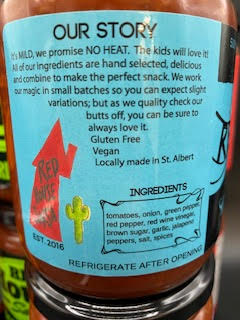 OUR STORY
It's MILD, we promise NO HEAT. The kids will love it!
All of our ingredients are hand selected, delicious
and combine to make the perfect snack. We work
our magic in small batches so you can expect slight
variations; but as we quality check our
butts off, you can be sure to
always love it.
Gluten Free
Vegan
Locally made in St. Albert
RED
HOUSE
SALSA
EST. 2016
INGREDIENTS
tomatoes, onion, green pepper,
red pepper, red wine vinegar,
brown sugar, garlic, jalapeno
peppers, salt, spices
REFRIGERATE AFTER OPENING